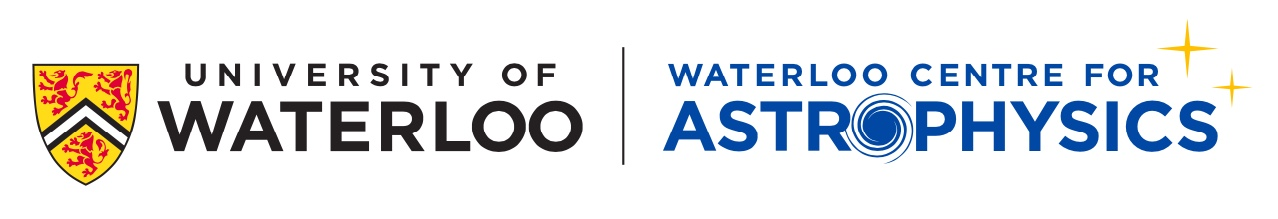 UNIVERSITY OF
WATERLOO
WATERLOO CENTRE FOR
ASTROPHYSICS